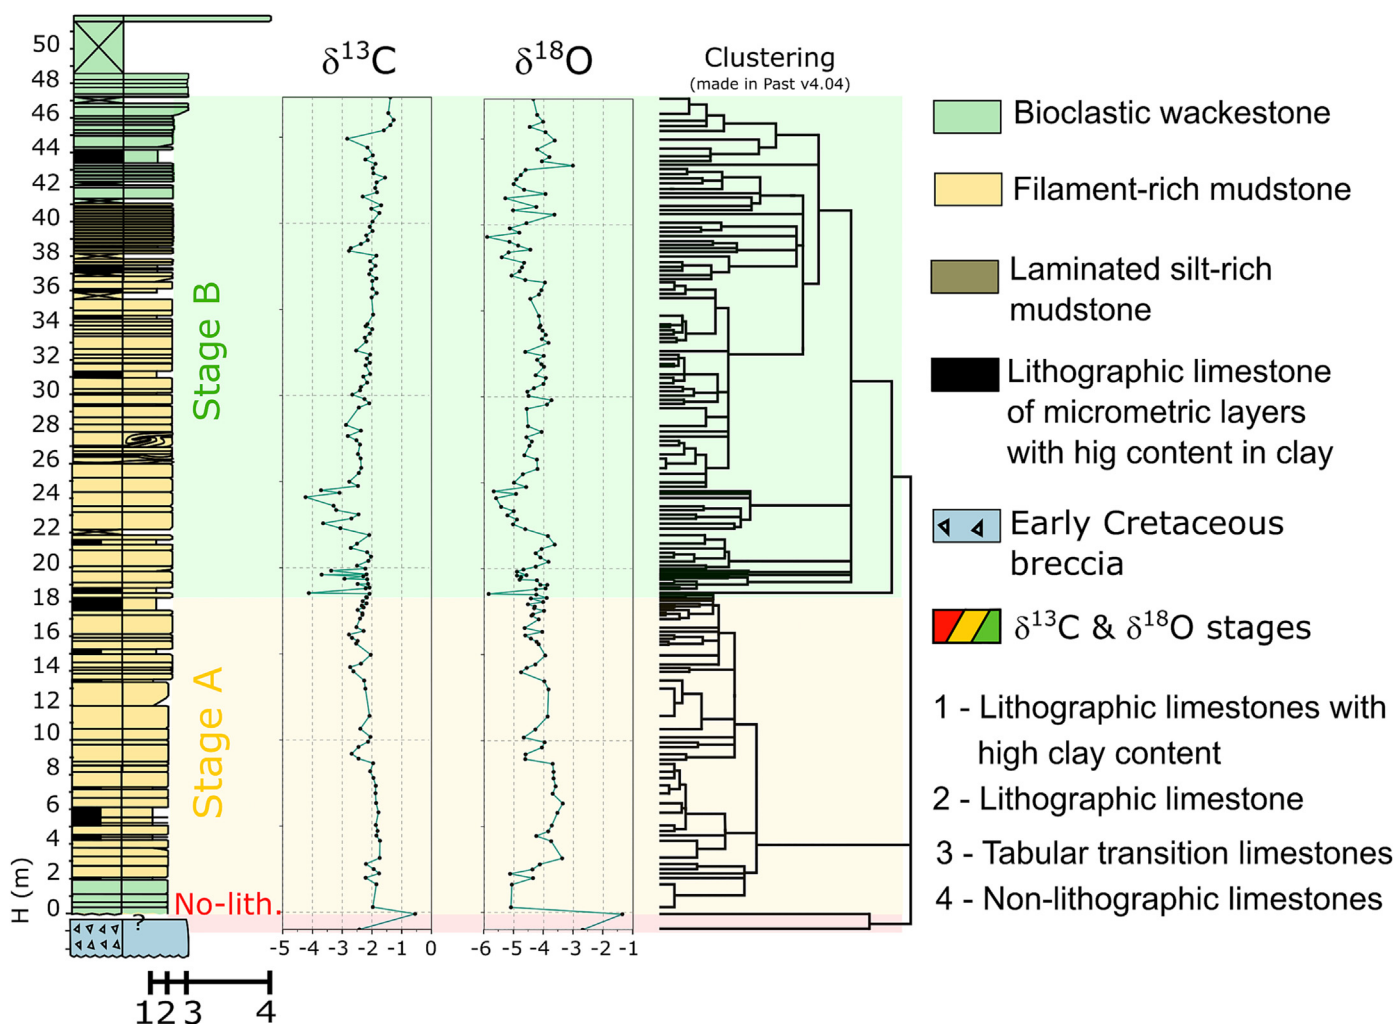 δ13C
δ18O
Clustering
(made in Past v4.04)
50
48
46
44
42
40
38
36
34
32
30
28
26
24
22
20
18
16
14
12
10
8
6
4
2
0
H (m)
Stage B
Stage A
No-lith.
?
-5 -4 -3 -2 -1 0
-6 -5 -4 -3 -2 -1
1 2 3 4
Bioclastic wackestone
Filament-rich mudstone
Laminated silt-rich
mudstone
Lithographic limestone
of micrometric layers
with hig content in clay
Early Cretaceous
breccia
δ13C & δ18O stages
1 - Lithographic limestones with
high clay content
2 - Lithographic limestone
3 - Tabular transition limestones
4 - Non-lithographic limestones